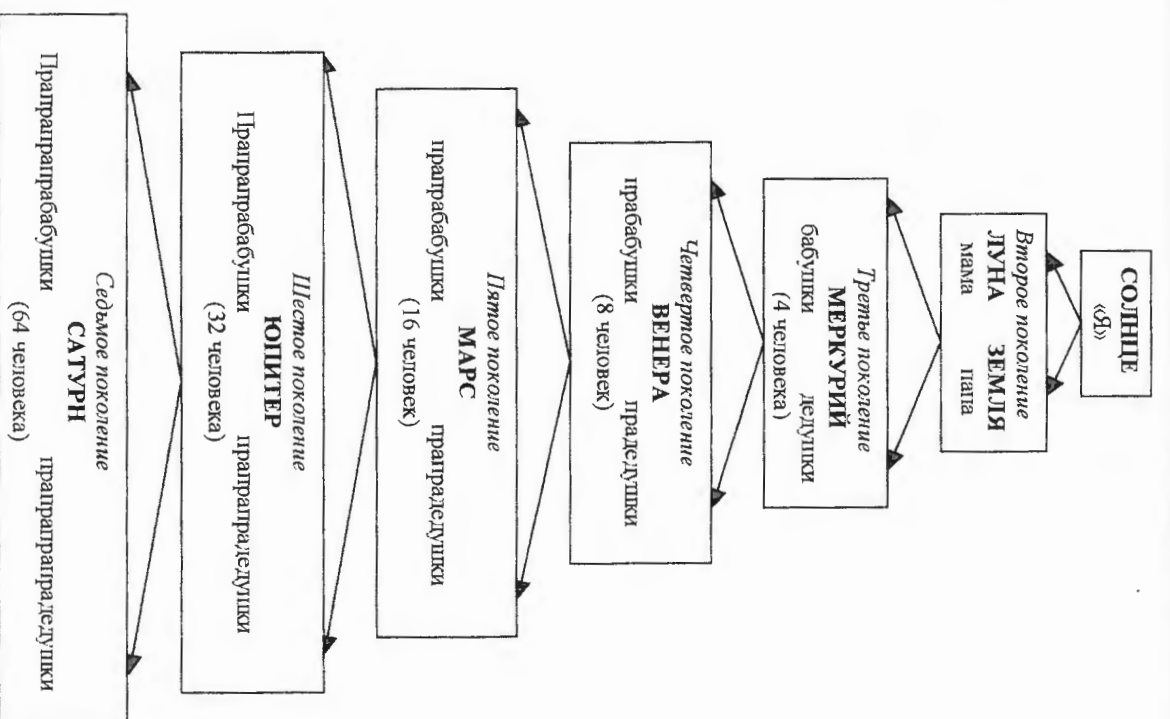 СОЛНЦЕ
«Я»
Второе поколение
ЛУНА ЗЕМЛЯ
мама папа
Третье поколение
МЕРКУРИЙ
бабушки дедушки
(4 человека)
Четвертое поколение
ВЕНЕРА
прабабушки прадедушки
(8 человек)
Пятое поколение
МАРС
прапрабабушки прапрадедушки
(16 человек)
Шестое поколение
ЮПИТЕР
Прапрапрабабушки прапрапрадедушки
(32 человека)
Седьмое поколение
САТУРН
Прапрапрапрабабушки прапрапрапрадедушки
(64 человека)